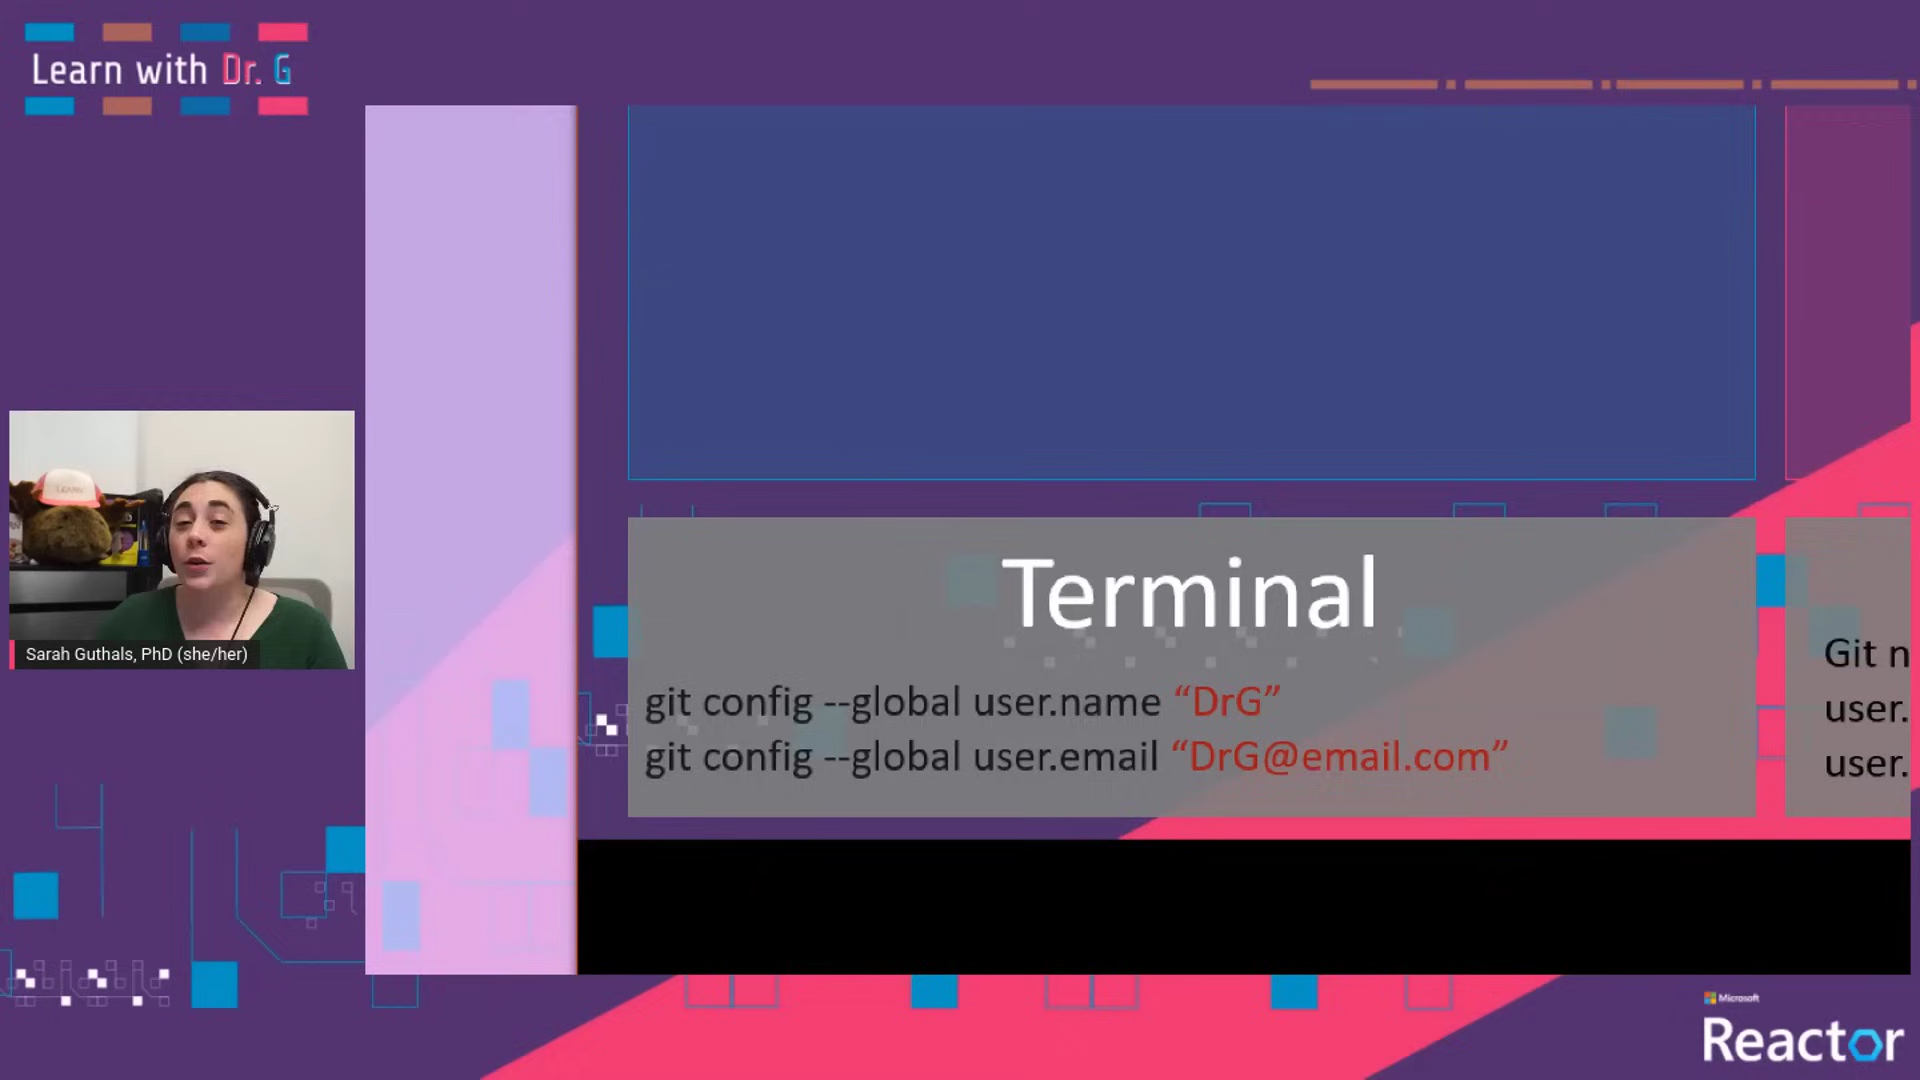 Learn with Dr. G
LEARN
Sarah Guthals, PhD (she/her)
Terminal
git config --global user.name “DrG”
git config --global user.email “DrG@email.com”
Git n
user.
user.
Microsoft
Reactor